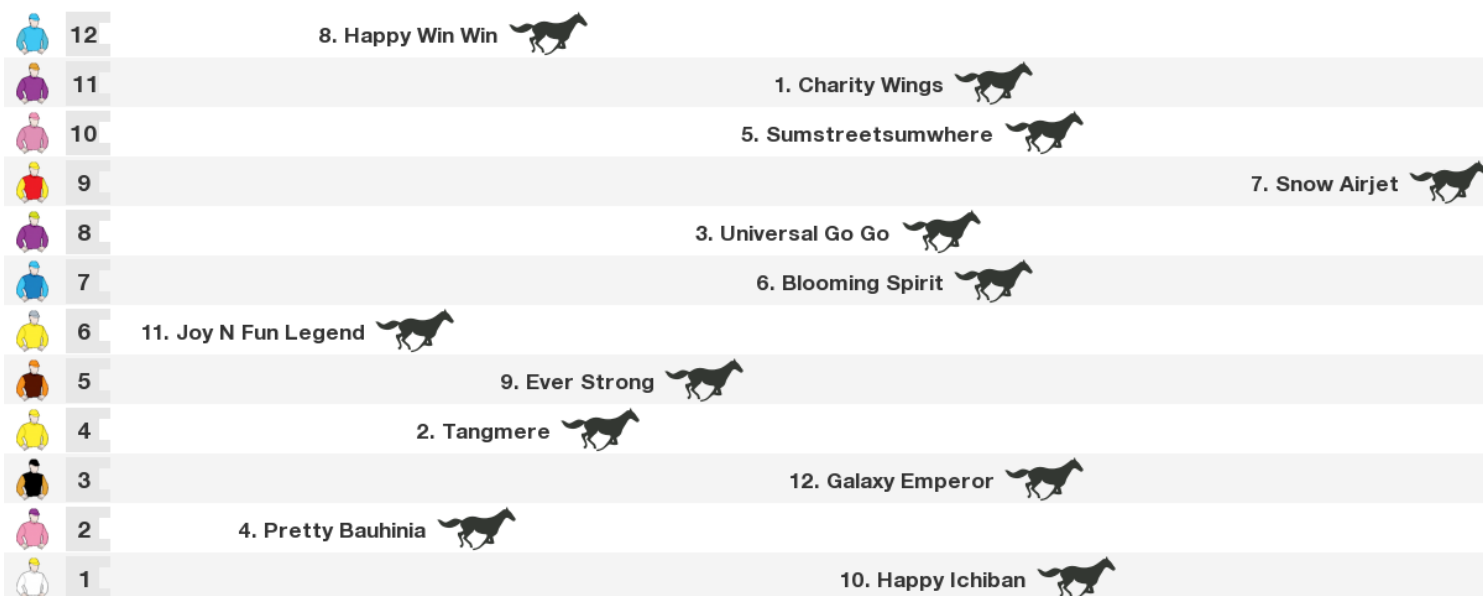 12 8. Happy Win Win
11 1. Charity Wings
10 5. Sumstreetsumwhere
9 7. Snow Airjet
8 3. Universal Go Go
7 6. Blooming Spirit
6 11. Joy N Fun Legend
5 9. Ever Strong
4 2. Tangmere
3 12. Galaxy Emperor
2 4. Pretty Bauhinia
1 10. Happy Ichiban